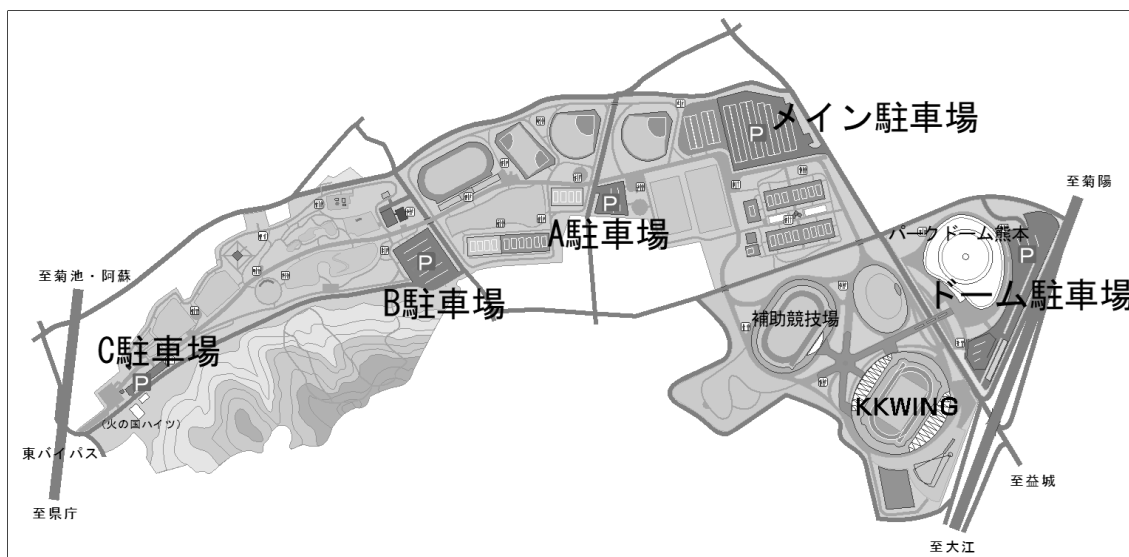 メイン駐車場
P
至菊陽
P
A駐車場
パークドーム熊本
P
P
至菊池・阿蘇
B駐車場
ドーム駐車場
補助競技場
C駐車場
P
KKWING
(火の国ハイツ)
東バイパス
至益城
至県庁
至大江